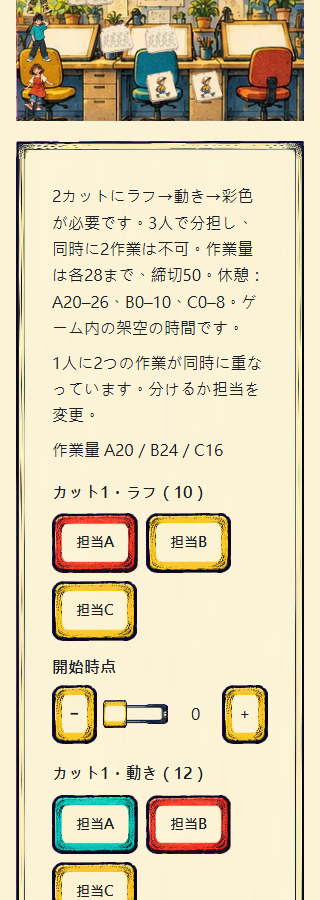 2カットにラフ→動き→彩色
が必要です。3人で分担し、
同時に2作業は不可。作業量
は各28まで、締切50。休憩：
A20–26、B0–10、C0–8。ゲ
ーム内の架空の時間です。
1人に2つの作業が同時に重な
っています。分けるか担当を
変更。
作業量 A20 / B24 / C16
カット1・ラフ ( 10 )
担当A
担当B
担当C
開始時点
−
0
+
カット1・動き ( 12 )
担当A
担当B
担当C